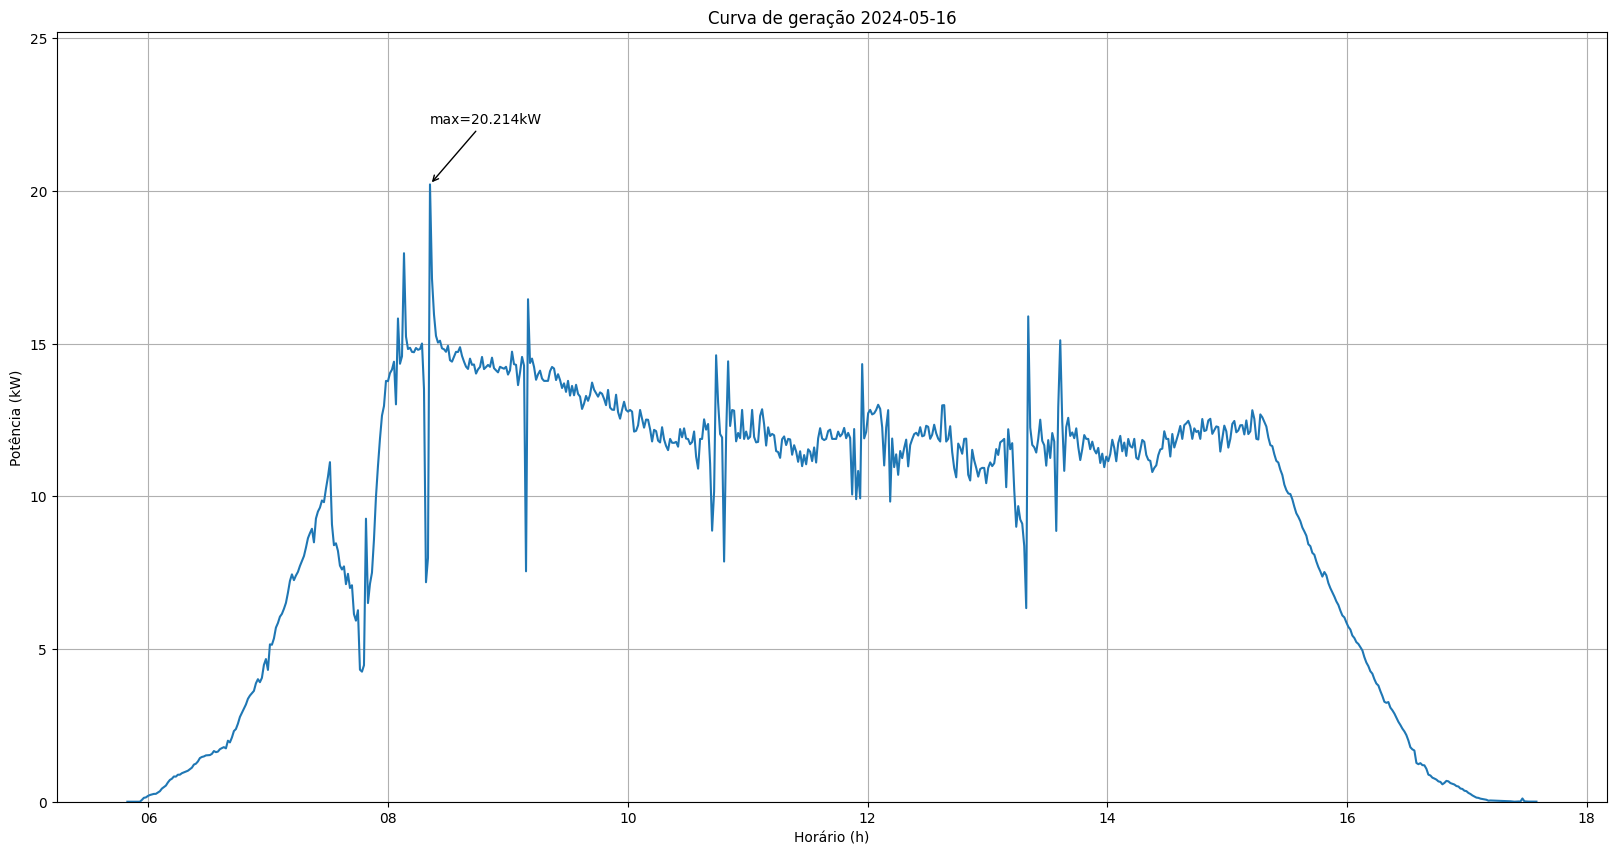 Curva de geração 2024-05-16
25
max=20.214kW
20
15
Potência (kW)
10
5
0
06 08 10 12 14 16 18
Horário (h)